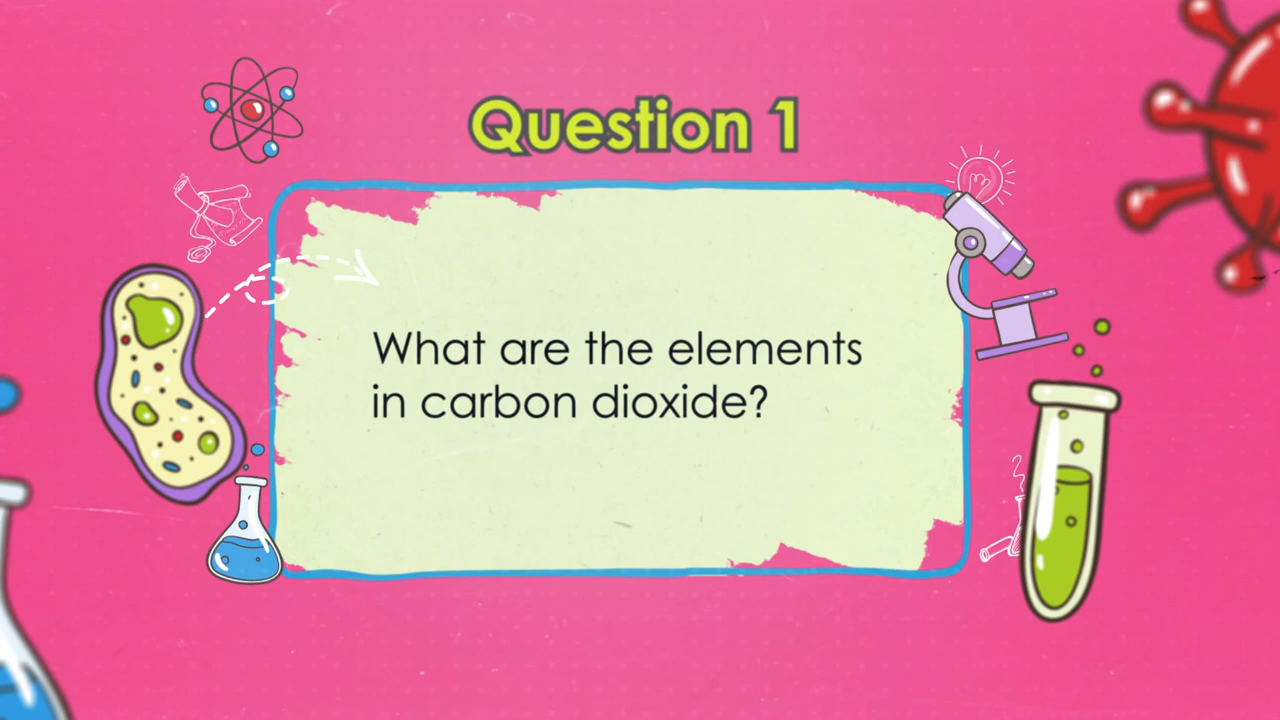 Question 1
What are the elements
in carbon dioxide?